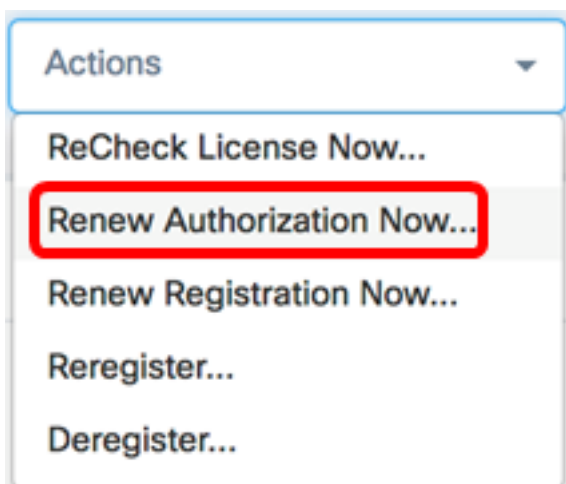 Actions
ReCheck License Now...
Renew Authorization Now...
Renew Registration Now...
Reregister...
Deregister...